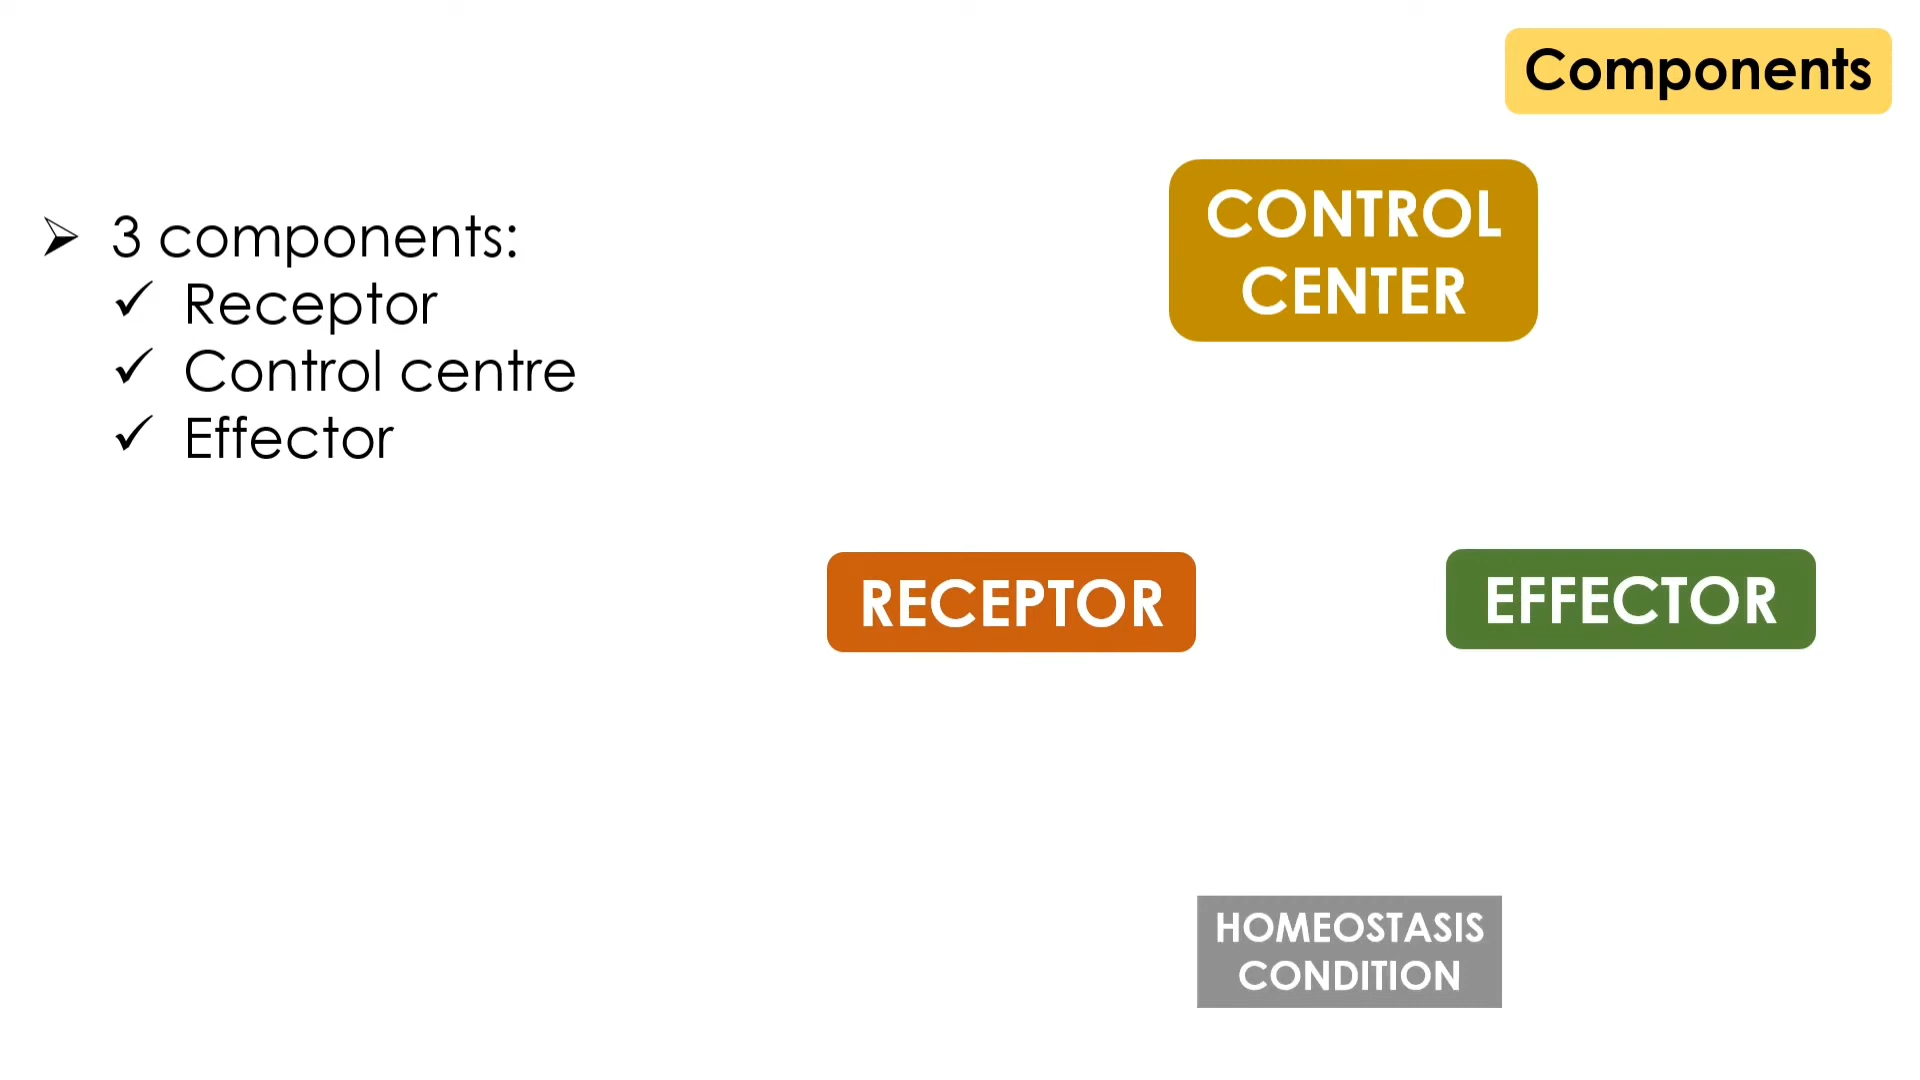 Components
3 components:
Receptor
Control centre
Effector
CONTROL
CENTER
RECEPTOR
EFFECTOR
HOMEOSTASIS
CONDITION